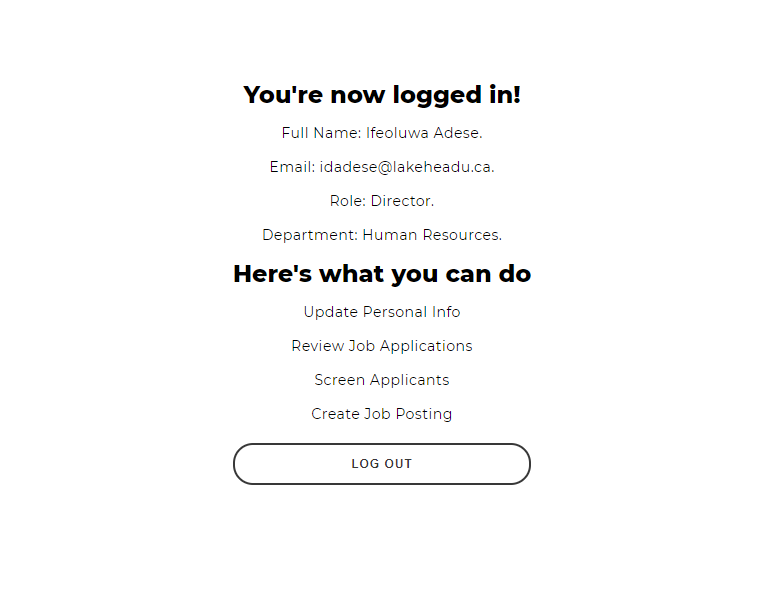 You're now logged in!
Full Name: Ifeoluwa Adese.
Email: idadese@lakeheadu.ca.
Role: Director.
Department: Human Resources.
Here's what you can do
Update Personal Info
Review Job Applications
Screen Applicants
Create Job Posting
LOG OUT